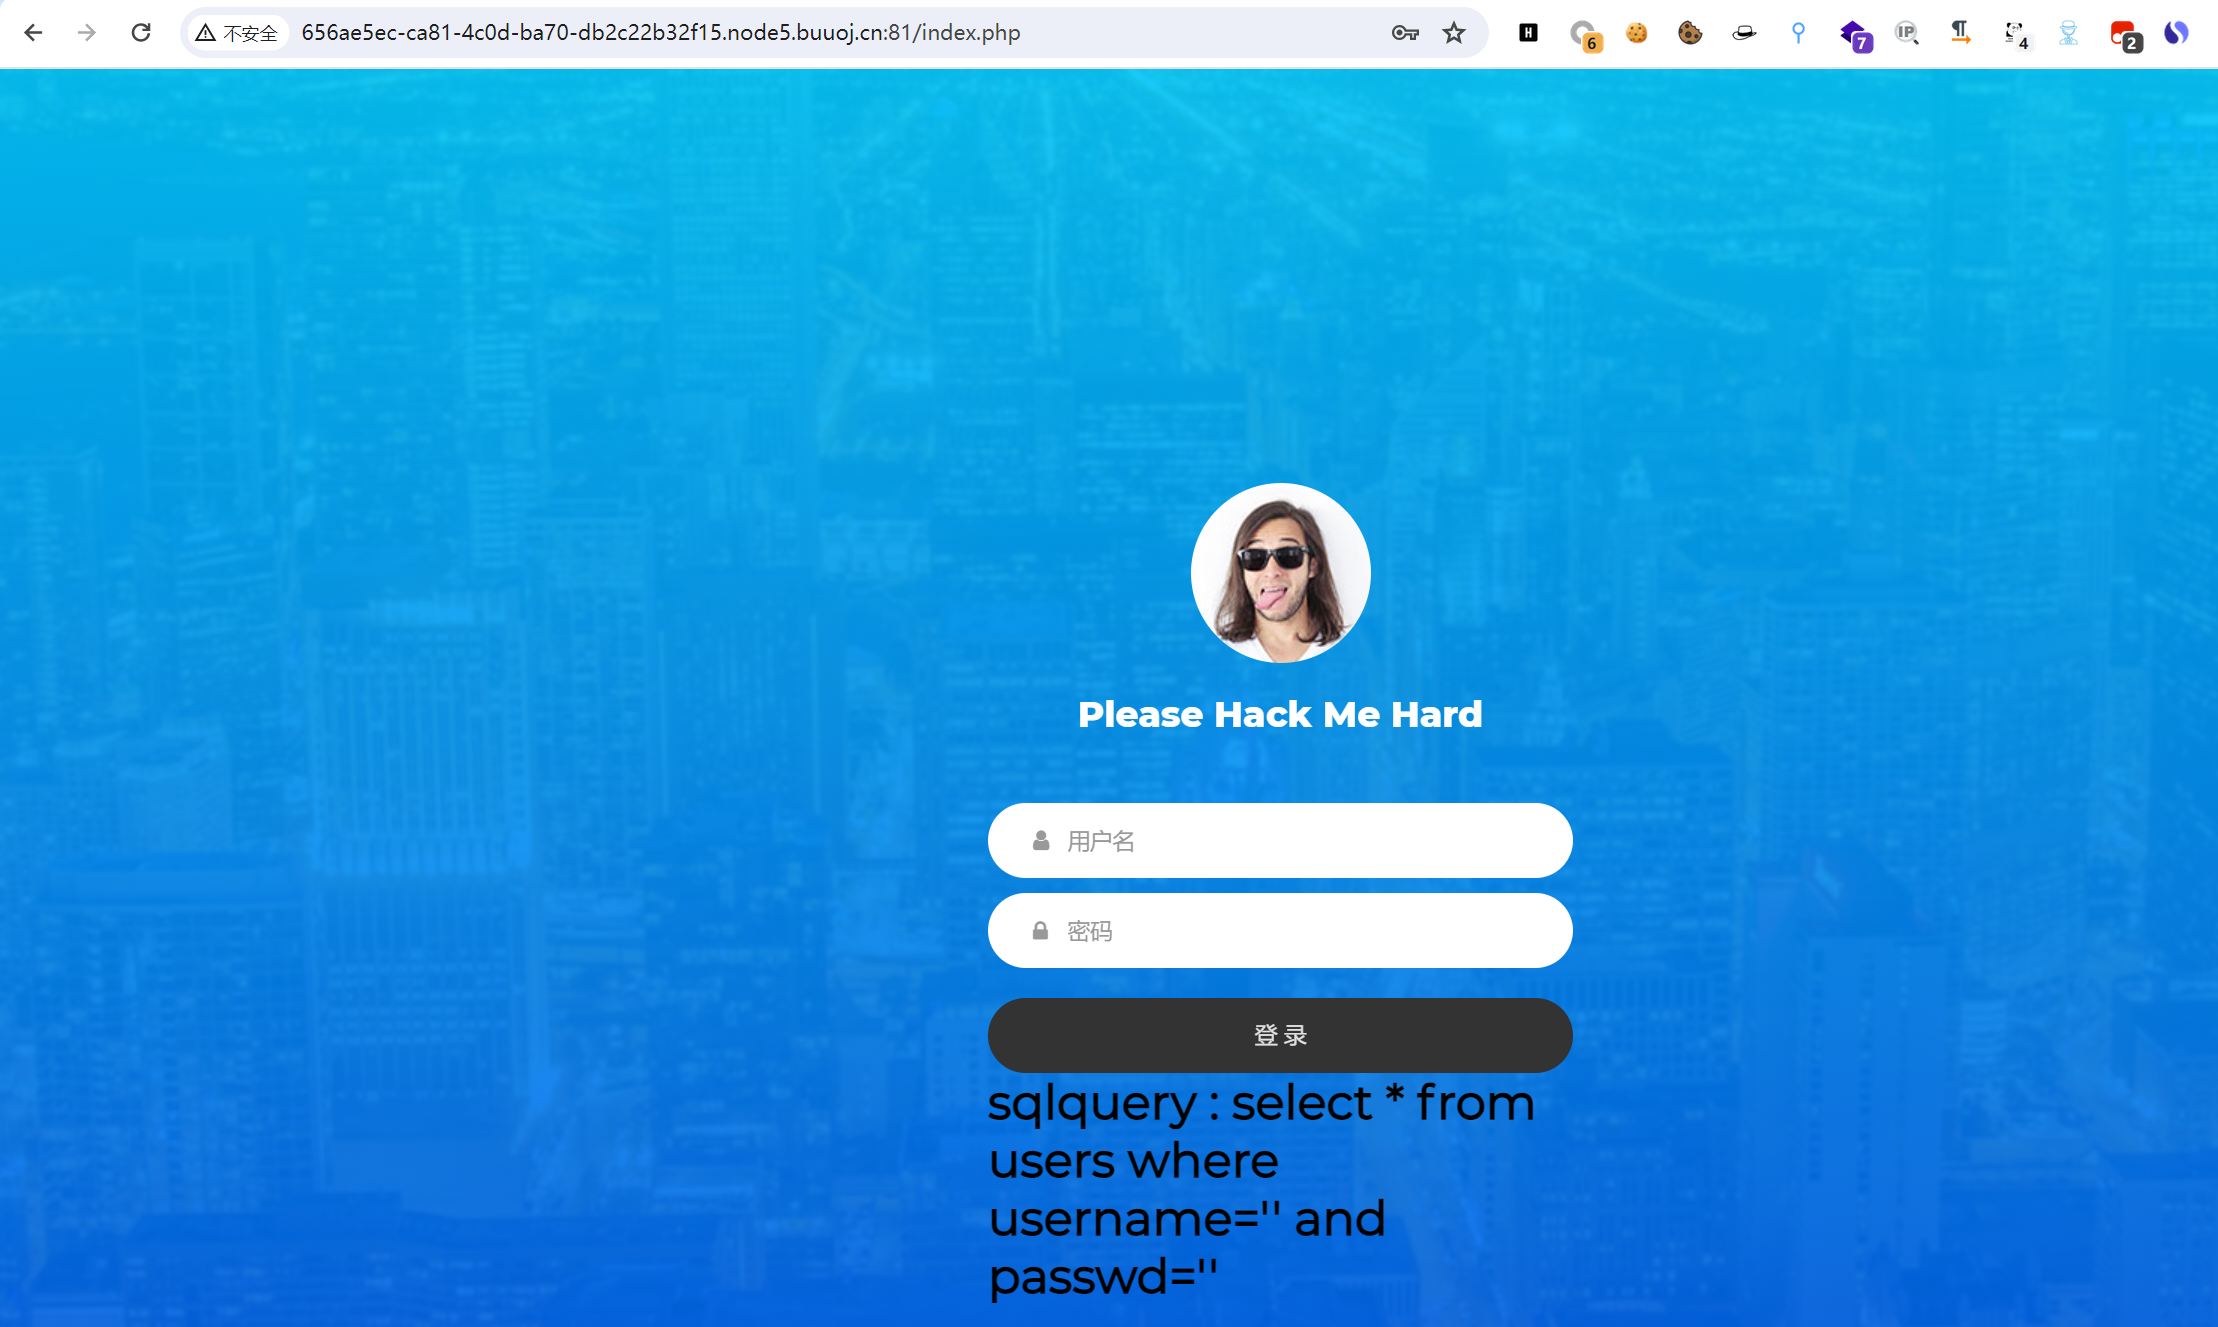 不安全
656ae5ec-ca81-4c0d-ba70-db2c22b32f15.node5.buuoj.cn:81/index.php
H
6
7
IP
4
2
Please Hack Me Hard
用户名
密码
登录
sqlquery : select * from
users where
username='' and
passwd=''